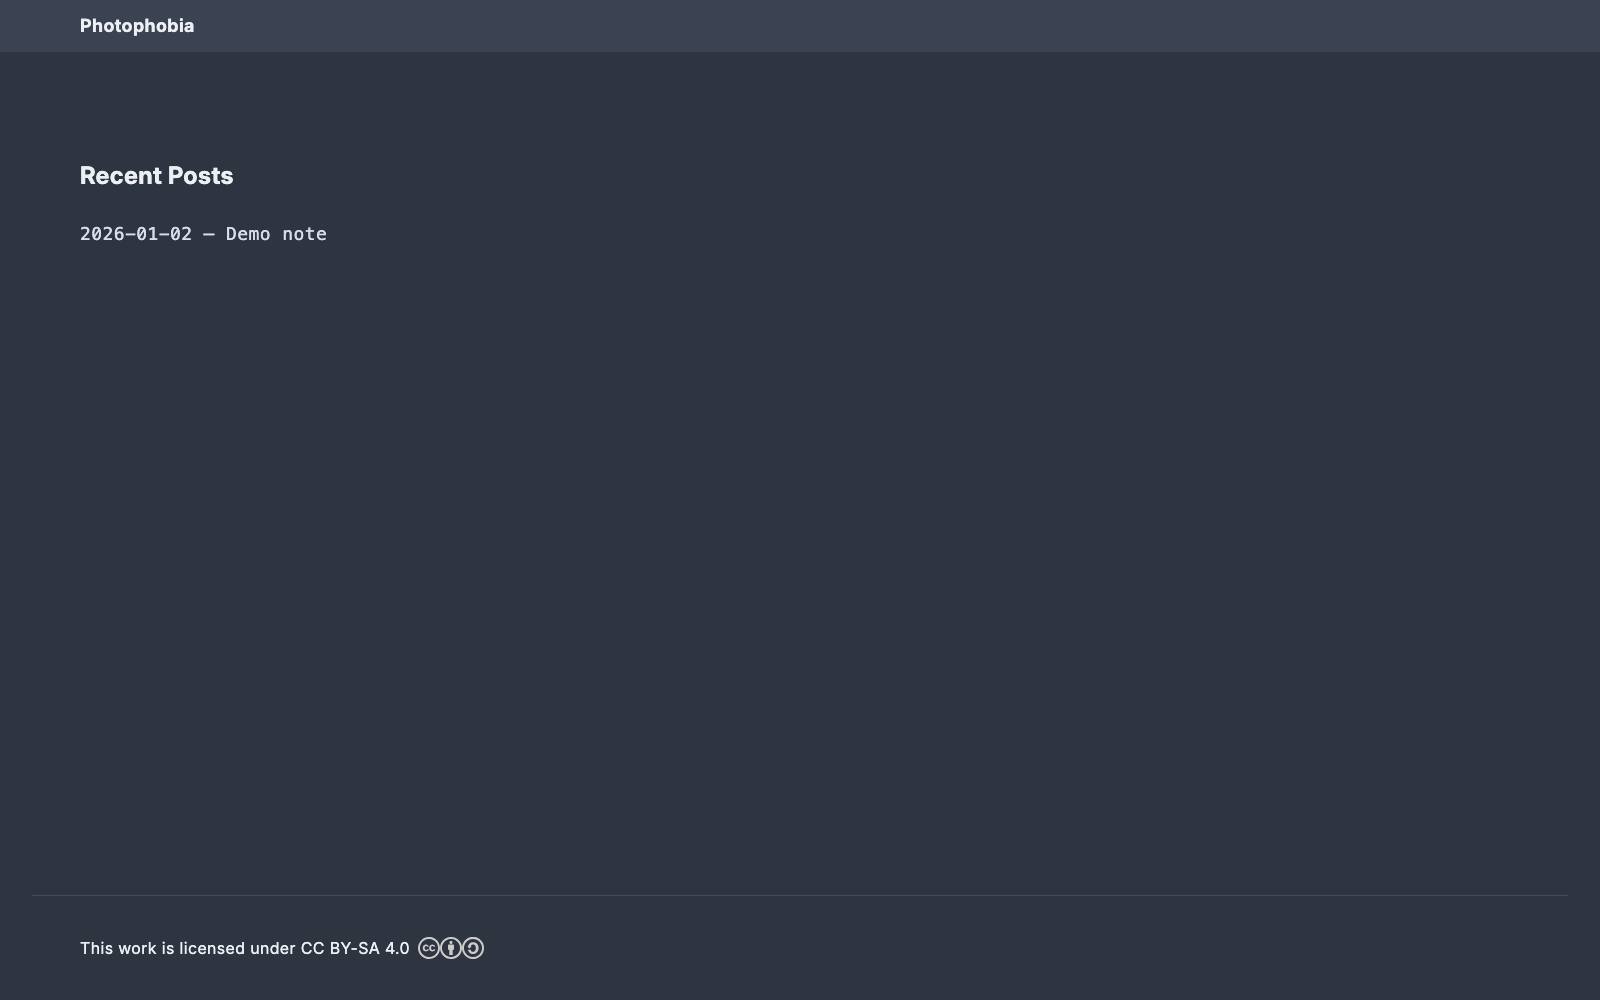 Photophobia
Recent Posts
2026-01-02 — Demo note
This work is licensed under CC BY-SA 4.0